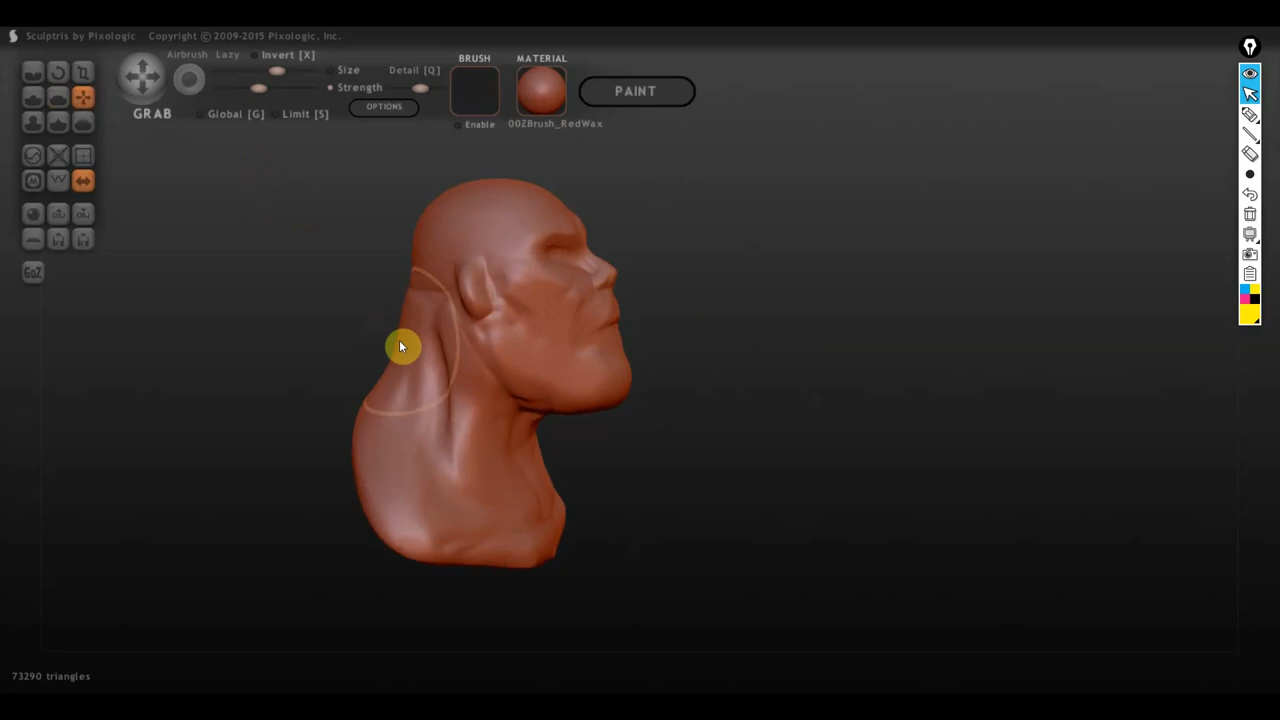 Sculptris by Pixologic Copyright © 2009-2015 Pixologic, Inc.
Airbrush Lazy Invert [X]
BRUSH MATERIAL
Size Detail [Q]
Strength
PAINT
OPTIONS
GRAB Global [G] Limit [S]
Enable 00ZBrush_RedWax
GoZ
73290 triangles